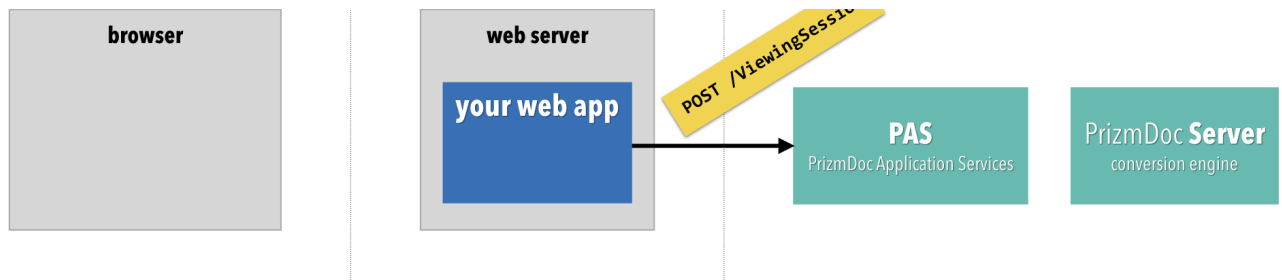 browser
web server
your web app
POST /ViewingSessio
PAS
PrizmDoc Application Services
PrizmDoc Server
conversion engine